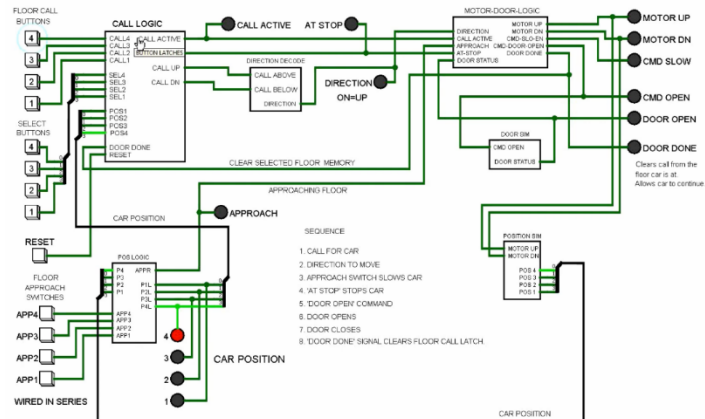 FLOOR CALL
BUTTONS
4
3
2
1
SELECT
BUTTONS
4
3
2
1
RESET
FLOOR
APPROACH
SWITCHES
APP4
APP3
APP2
APP1
WIRED IN SERIES
CALL LOGIC
CALL4 CALL ACTIVE
CALL3
CALL2 BUTTON LATCHES
CALL1
CALL UP
SEL4
SEL3
SEL2
SEL1
CALL DN
POS1
POS2
POS3
POS4
DOOR DONE
RESET
CALL ACTIVE
AT STOP
DIRECTION DECODE
CALL ABOVE
CALL BELOW
DIRECTION
DIRECTION
ON=UP
CLEAR SELECTED FLOOR MEMORY
APPROACHING FLOOR
CAR POSITION
APPROACH
POS LOGIC
P4 APPR
P3
P2
P1
P1L
P2L
P3L
P4L
APP4
APP3
APP2
APP1
4
3
2
1
CAR POSITION
SEQUENCE
1. CALL FOR CAR
2. DIRECTION TO MOVE
3. APPROACH SWITCH SLOWS CAR
4. 'AT STOP' STOPS CAR
5. 'DOOR OPEN' COMMAND
6. DOOR OPENS
7. DOOR CLOSES
8. 'DOOR DONE' SIGNAL CLEARS FLOOR CALL LATCH.
MOTOR-DOOR-LOGIC
DIRECTION
CALL ACTIVE
APPROACH
AT-STOP
DOOR STATUS
MOTOR UP
MOTOR DN
CMD-SLO-EN
CMD-DOOR-OPEN
DOOR DONE
MOTOR UP
MOTOR DN
CMD SLOW
CMD OPEN
DOOR OPEN
DOOR DONE
Clears call from the
floor car is at.
Allows car to continue
DOOR SIM
CMD OPEN
DOOR STATUS
POSITION SIM
MOTOR UP
MOTOR DN
POS 4
POS 3
POS 2
POS 1
CAR POSITION